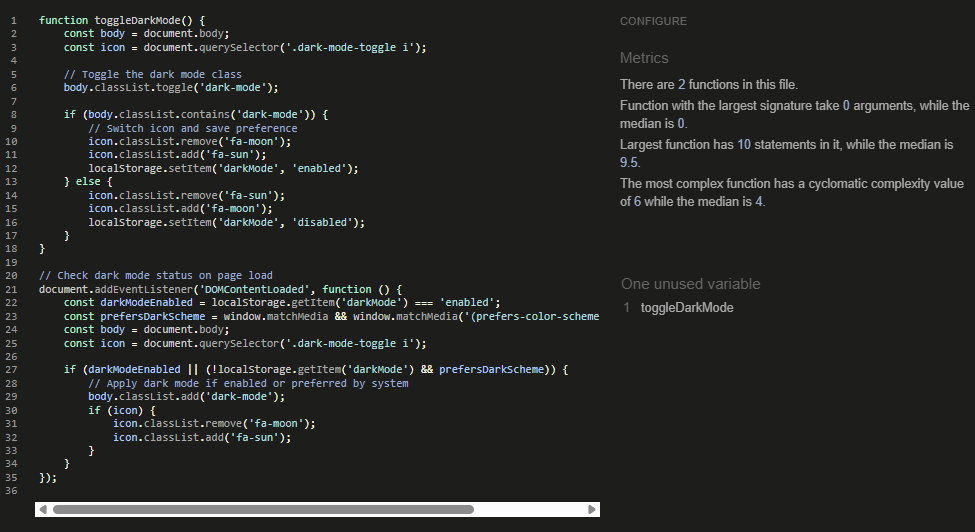 1 function toggleDarkMode() {
2     const body = document.body;
3     const icon = document.querySelector('.dark-mode-toggle i');
4
5     // Toggle the dark mode class
6     body.classList.toggle('dark-mode');
7
8     if (body.classList.contains('dark-mode')) {
9         // Switch icon and save preference
10         icon.classList.remove('fa-moon');
11         icon.classList.add('fa-sun');
12         localStorage.setItem('darkMode', 'enabled');
13     } else {
14         icon.classList.remove('fa-sun');
15         icon.classList.add('fa-moon');
16         localStorage.setItem('darkMode', 'disabled');
17     }
18 }
19
20 // Check dark mode status on page load
21 document.addEventListener('DOMContentLoaded', function () {
22     const darkModeEnabled = localStorage.getItem('darkMode') === 'enabled';
23     const prefersDarkScheme = window.matchMedia && window.matchMedia('(prefers-color-scheme
24     const body = document.body;
25     const icon = document.querySelector('.dark-mode-toggle i');
26
27     if (darkModeEnabled || (!localStorage.getItem('darkMode') && prefersDarkScheme)) {
28         // Apply dark mode if enabled or preferred by system
29         body.classList.add('dark-mode');
30         if (icon) {
31             icon.classList.remove('fa-moon');
32             icon.classList.add('fa-sun');
33         }
34     }
35 });
36
CONFIGURE
Metrics
There are 2 functions in this file.
Function with the largest signature take 0 arguments, while the
median is 0.
Largest function has 10 statements in it, while the median is
9.5.
The most complex function has a cyclomatic complexity value
of 6 while the median is 4.
One unused variable
1 toggleDarkMode